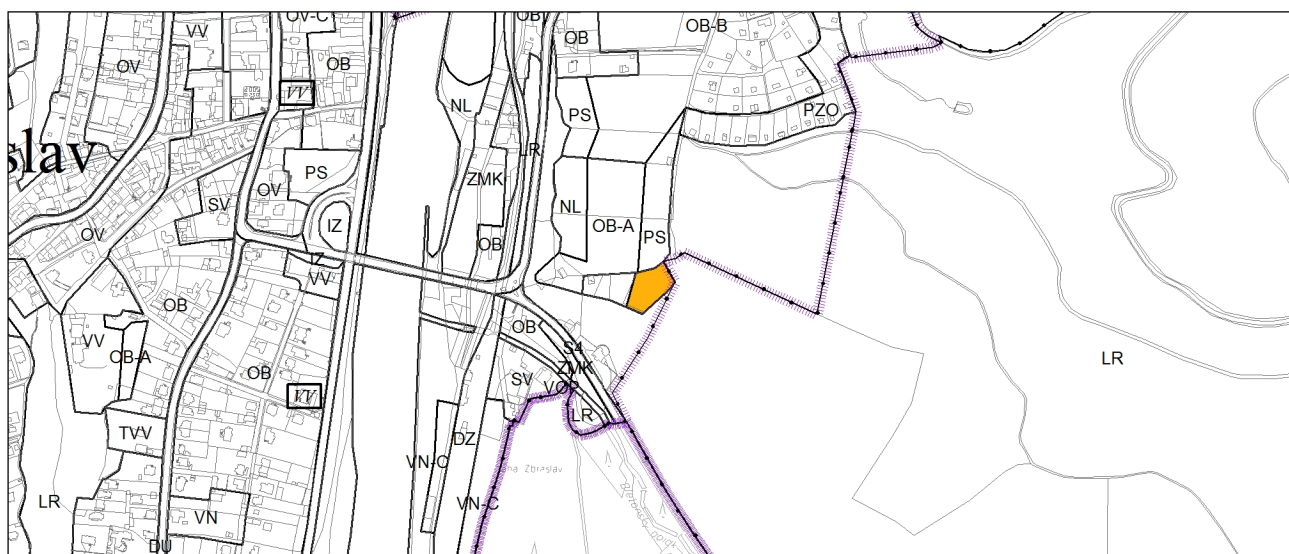 OV-C
OB
OB-B
VV
OB
OV
OB
VV
NL
PS
PZO
slav
LR
PS
ZMK
SV
OV
NL
OB-A
IZ
PS
OV
OB
IZ
VV
OB
OB
S4
VV
OB-A
LR
ZMK
OB
SV
VOP
VV
LR
TVV
DZ
VN-C
LR
VN-C
VN
DU